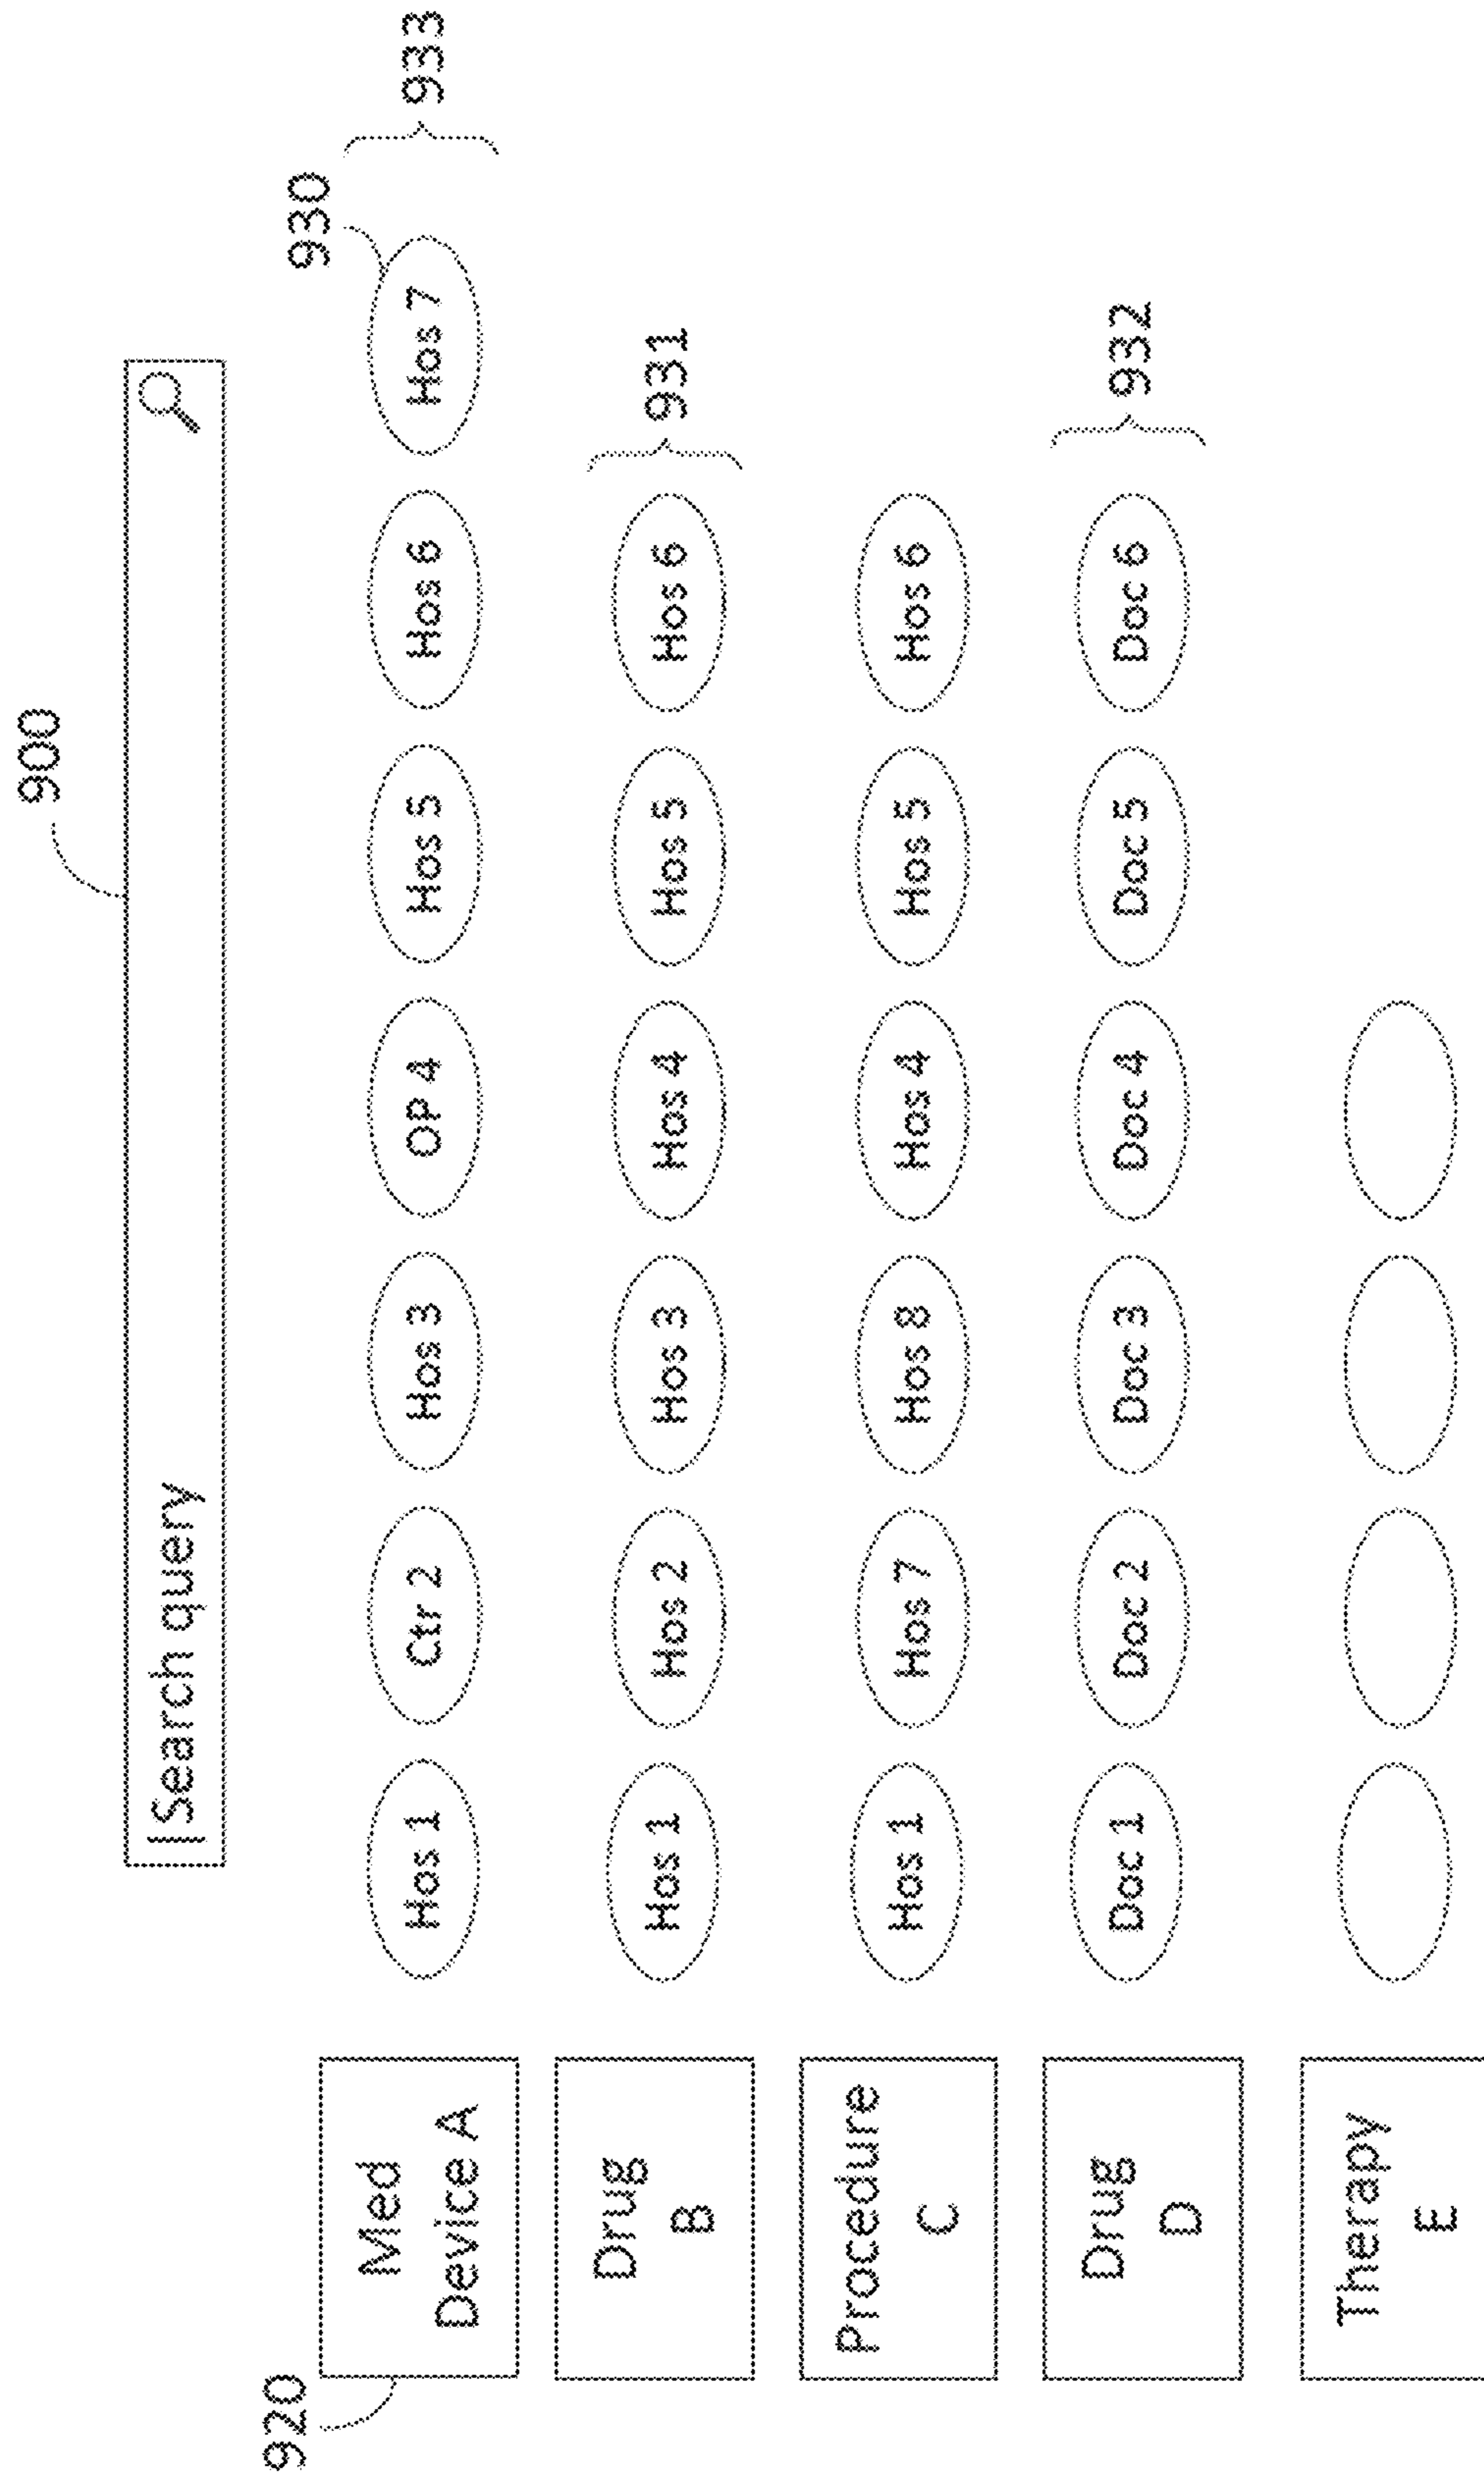 900
Search query
930
933
920
Med
Device A
Hos 1
Ctr 2
Hos 3
OP 4
Hos 5
Hos 6
Hos 7
931
Drug
B
Hos 1
Hos 2
Hos 3
Hos 4
Hos 5
Hos 6
Procedure
C
Hos 1
Hos 7
Hos 8
Hos 4
Hos 5
Hos 6
932
Drug
D
Doc 1
Doc 2
Doc 3
Doc 4
Doc 5
Doc 6
Therapy
E